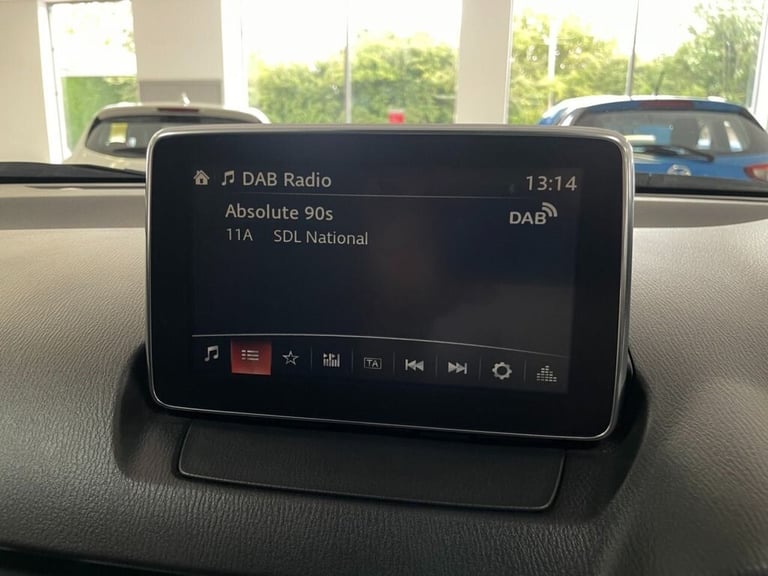 DAB Radio 13:14
Absolute 90s DAB
11A SDL National
TA